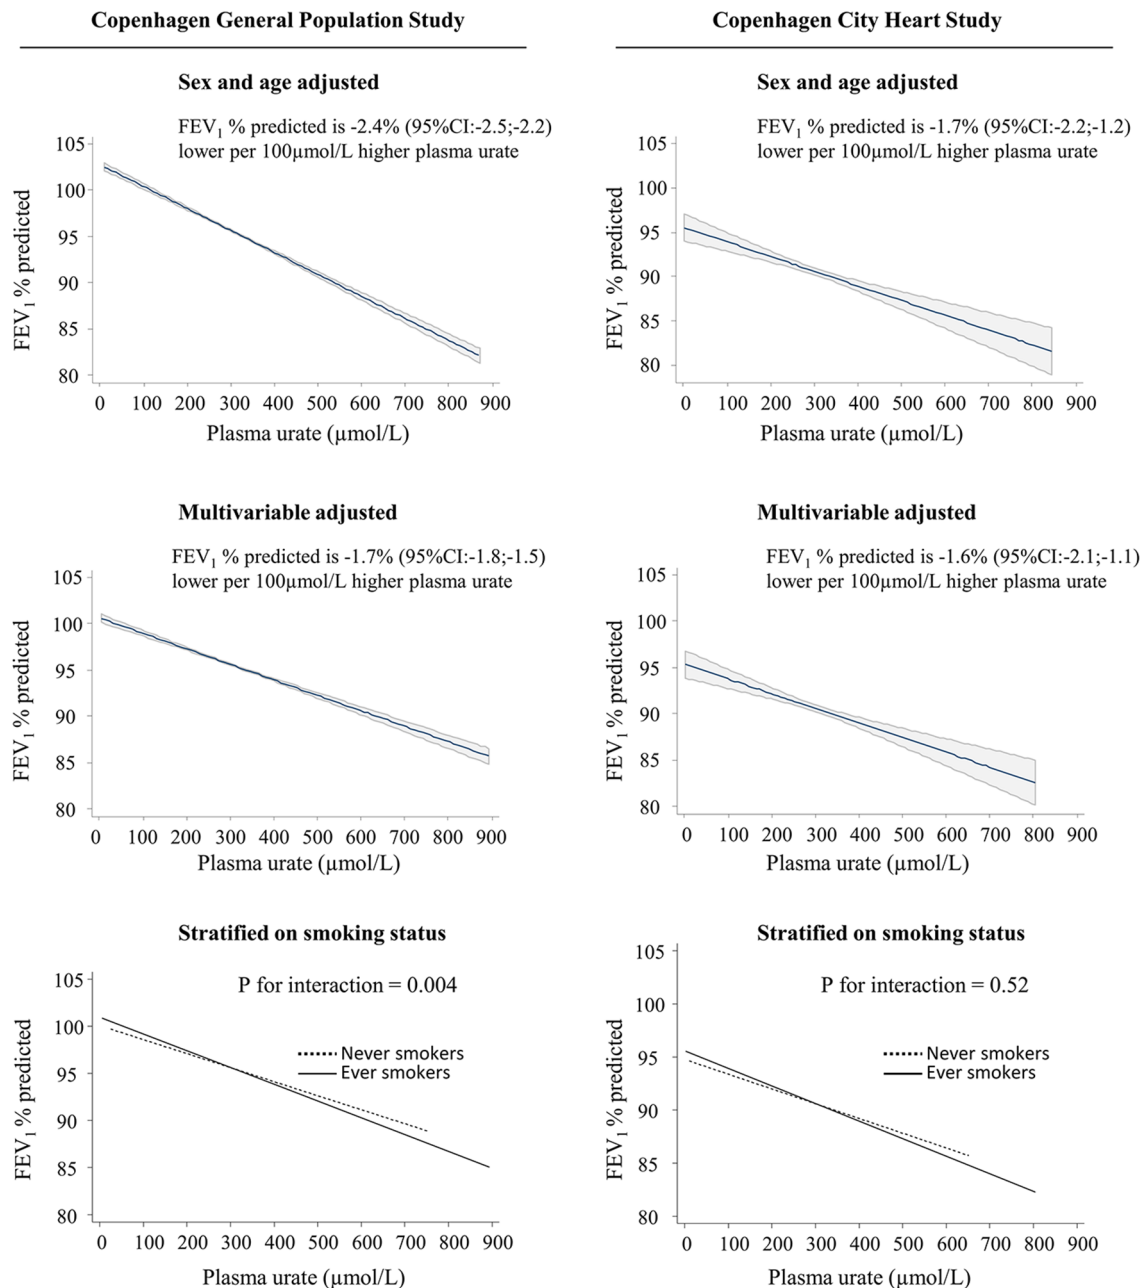 Copenhagen General Population Study
Copenhagen City Heart Study
Sex and age adjusted
FEV1 % predicted is -2.4% (95%CI:-2.5;-2.2)
lower per 100µmol/L higher plasma urate
105
100
95
90
85
80
FEV1 % predicted
0 100 200 300 400 500 600 700 800 900
Plasma urate (µmol/L)
Sex and age adjusted
FEV1 % predicted is -1.7% (95%CI:-2.2;-1.2)
lower per 100µmol/L higher plasma urate
105
100
95
90
85
80
FEV1 % predicted
0 100 200 300 400 500 600 700 800 900
Plasma urate (µmol/L)
Multivariable adjusted
FEV1 % predicted is -1.7% (95%CI:-1.8;-1.5)
lower per 100µmol/L higher plasma urate
105
100
95
90
85
80
FEV1 % predicted
0 100 200 300 400 500 600 700 800 900
Plasma urate (µmol/L)
Multivariable adjusted
FEV1 % predicted is -1.6% (95%CI:-2.1;-1.1)
lower per 100µmol/L higher plasma urate
105
100
95
90
85
80
FEV1 % predicted
0 100 200 300 400 500 600 700 800 900
Plasma urate (µmol/L)
Stratified on smoking status
P for interaction = 0.004
Never smokers
Ever smokers
105
100
95
90
85
80
FEV1 % predicted
0 100 200 300 400 500 600 700 800 900
Plasma urate (µmol/L)
Stratified on smoking status
P for interaction = 0.52
Never smokers
Ever smokers
105
100
95
90
85
80
FEV1 % predicted
0 100 200 300 400 500 600 700 800 900
Plasma urate (µmol/L)